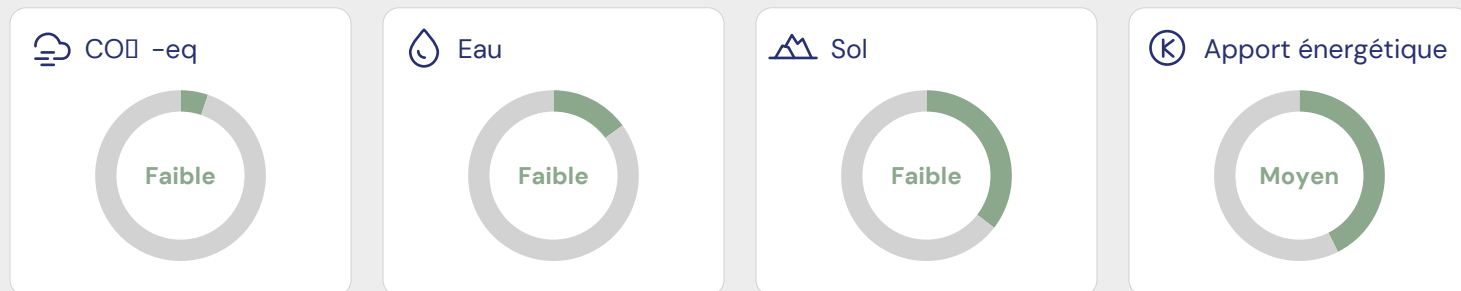 CO▯ -eq
Eau
Sol
Apport énergétique
Faible
Faible
Faible
Moyen